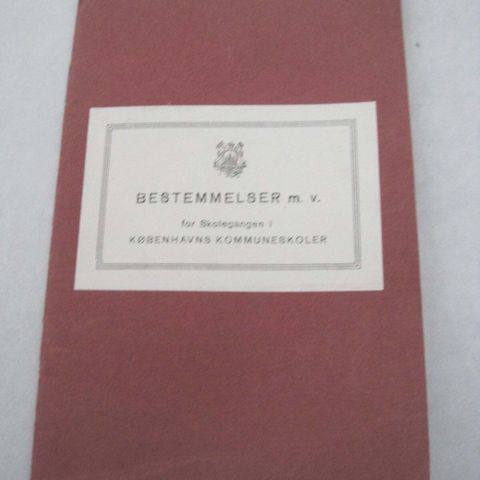 BESTEMMELSER m. v.
for Skolegangen i
KØBENHAVNS KOMMUNESKOLER